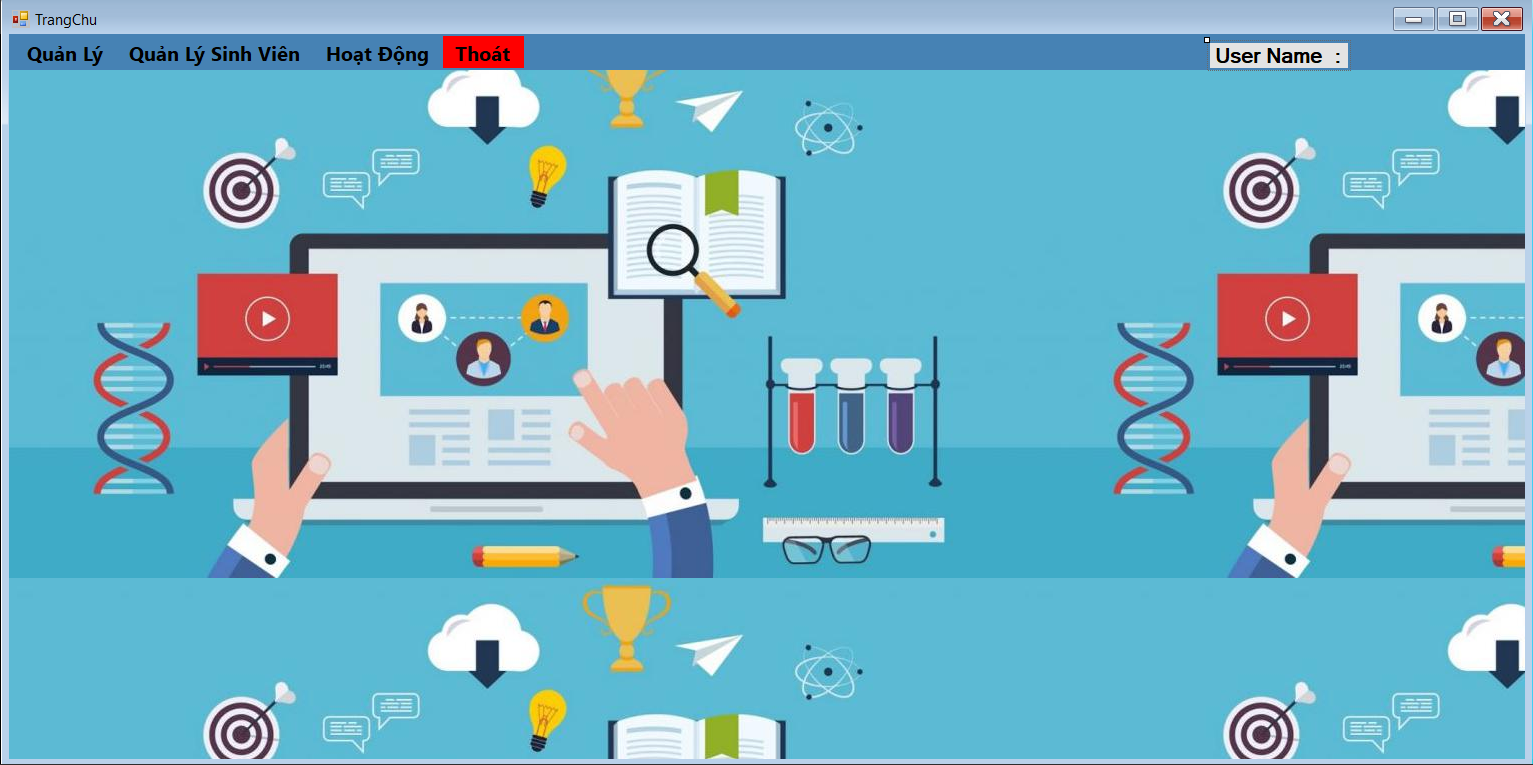 TrangChu
Quản Lý Quản Lý Sinh Viên Hoạt Động Thoát User Name :